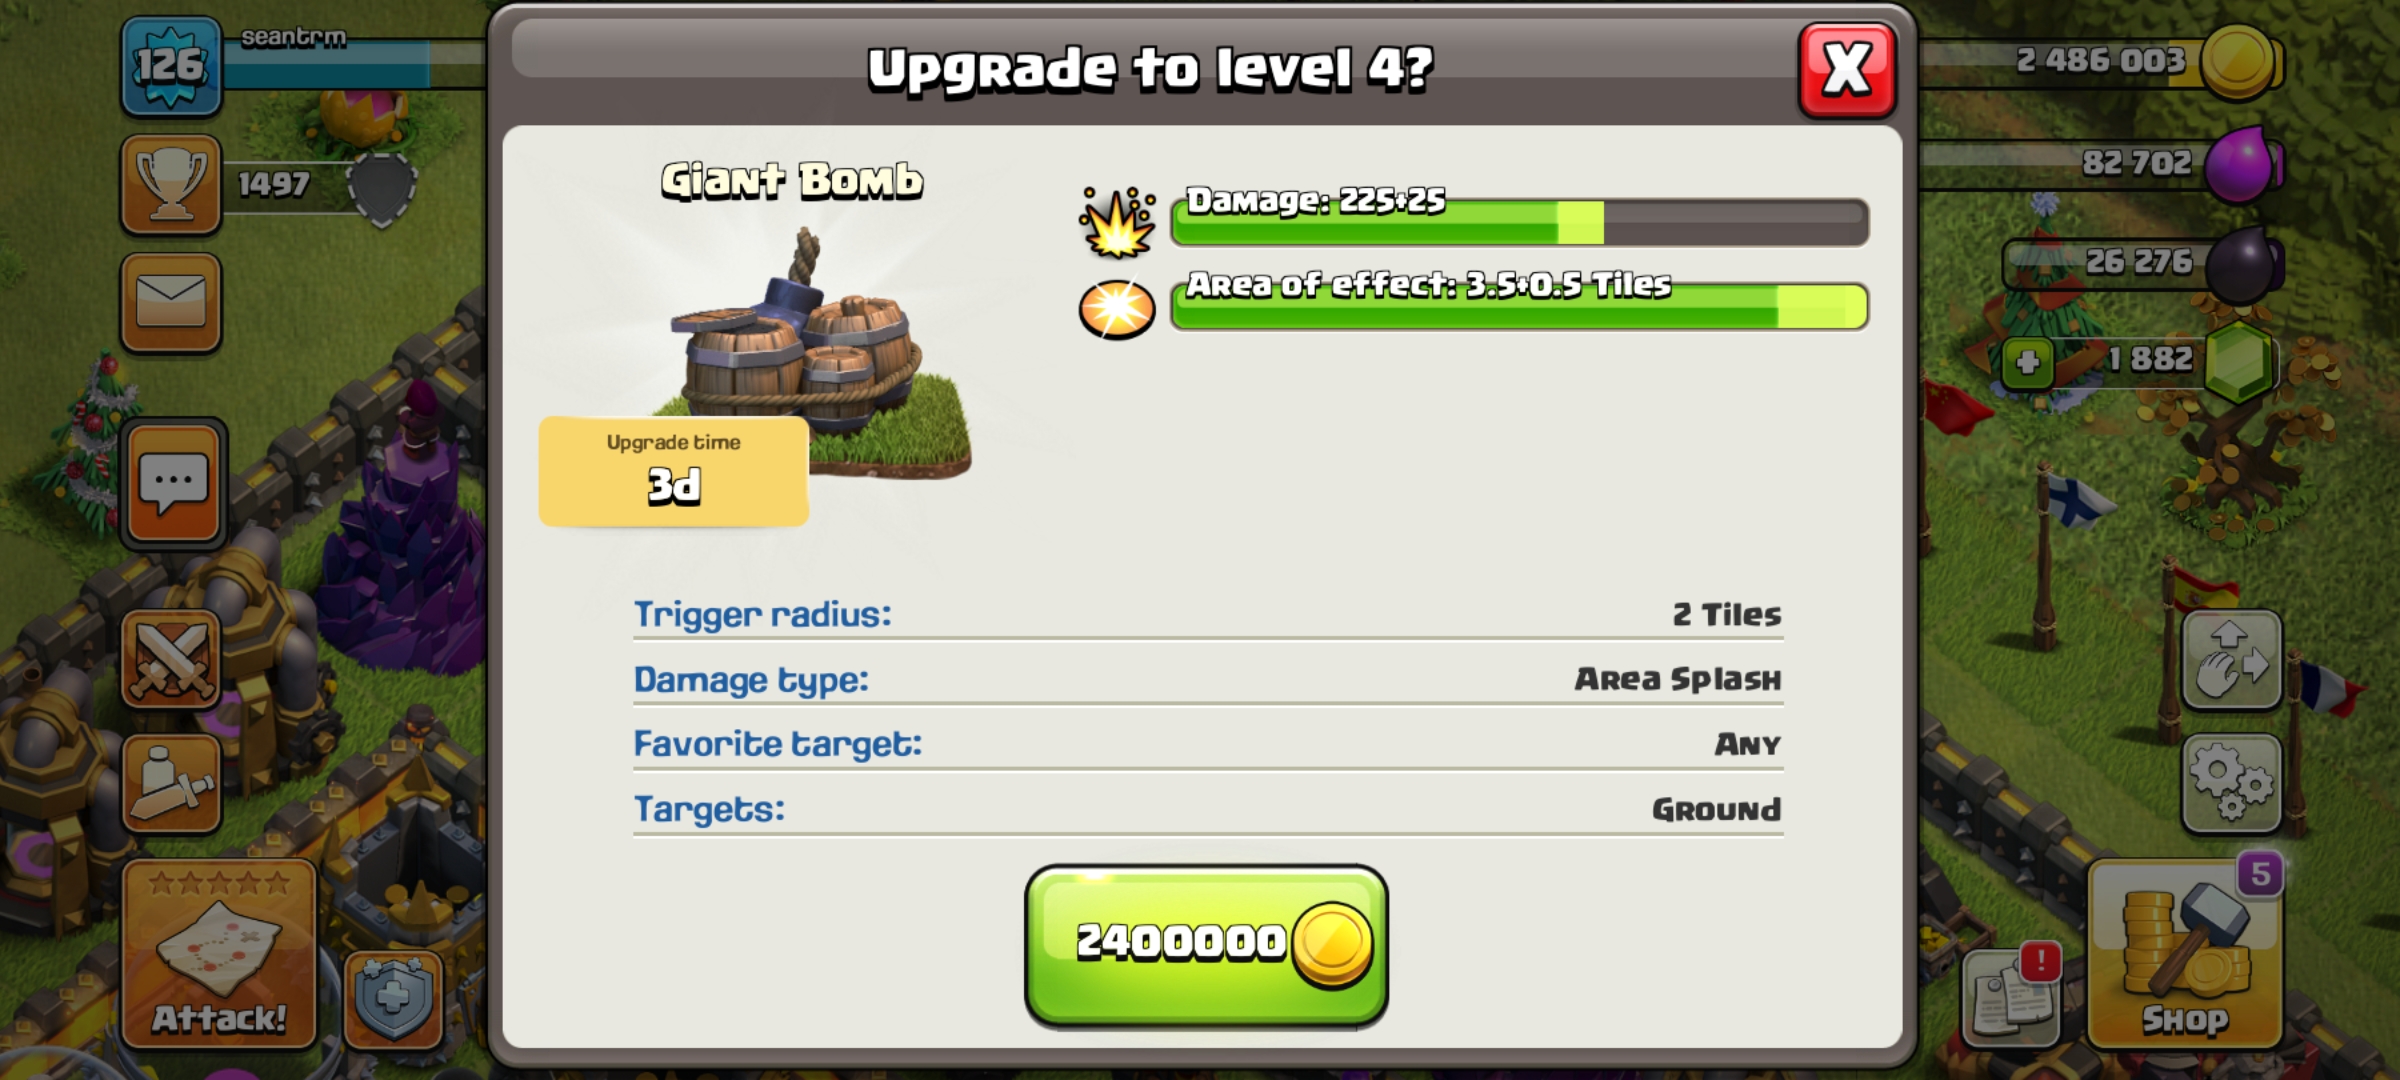 126
seantrm
Upgrade to level 4?
X
2 486 003
1497
82 702
26 276
1 882
Giant Bomb
Damage: 225+25
Area of effect: 3.5+0.5 Tiles
Upgrade time
3d
Trigger radius: 2 Tiles
Damage type: Area Splash
Favorite target: Any
Targets: Ground
2400000
Attack!
!
5
Shop